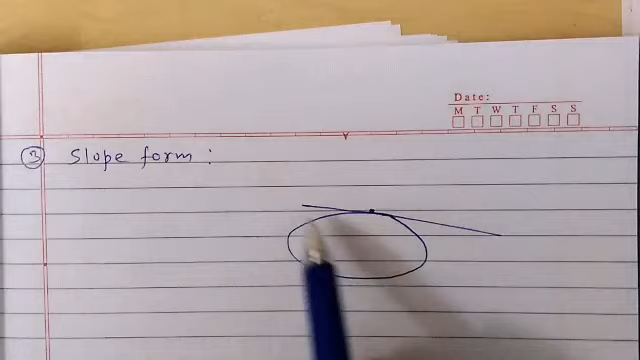 Date:
M T W T F S S
③ Slope form :